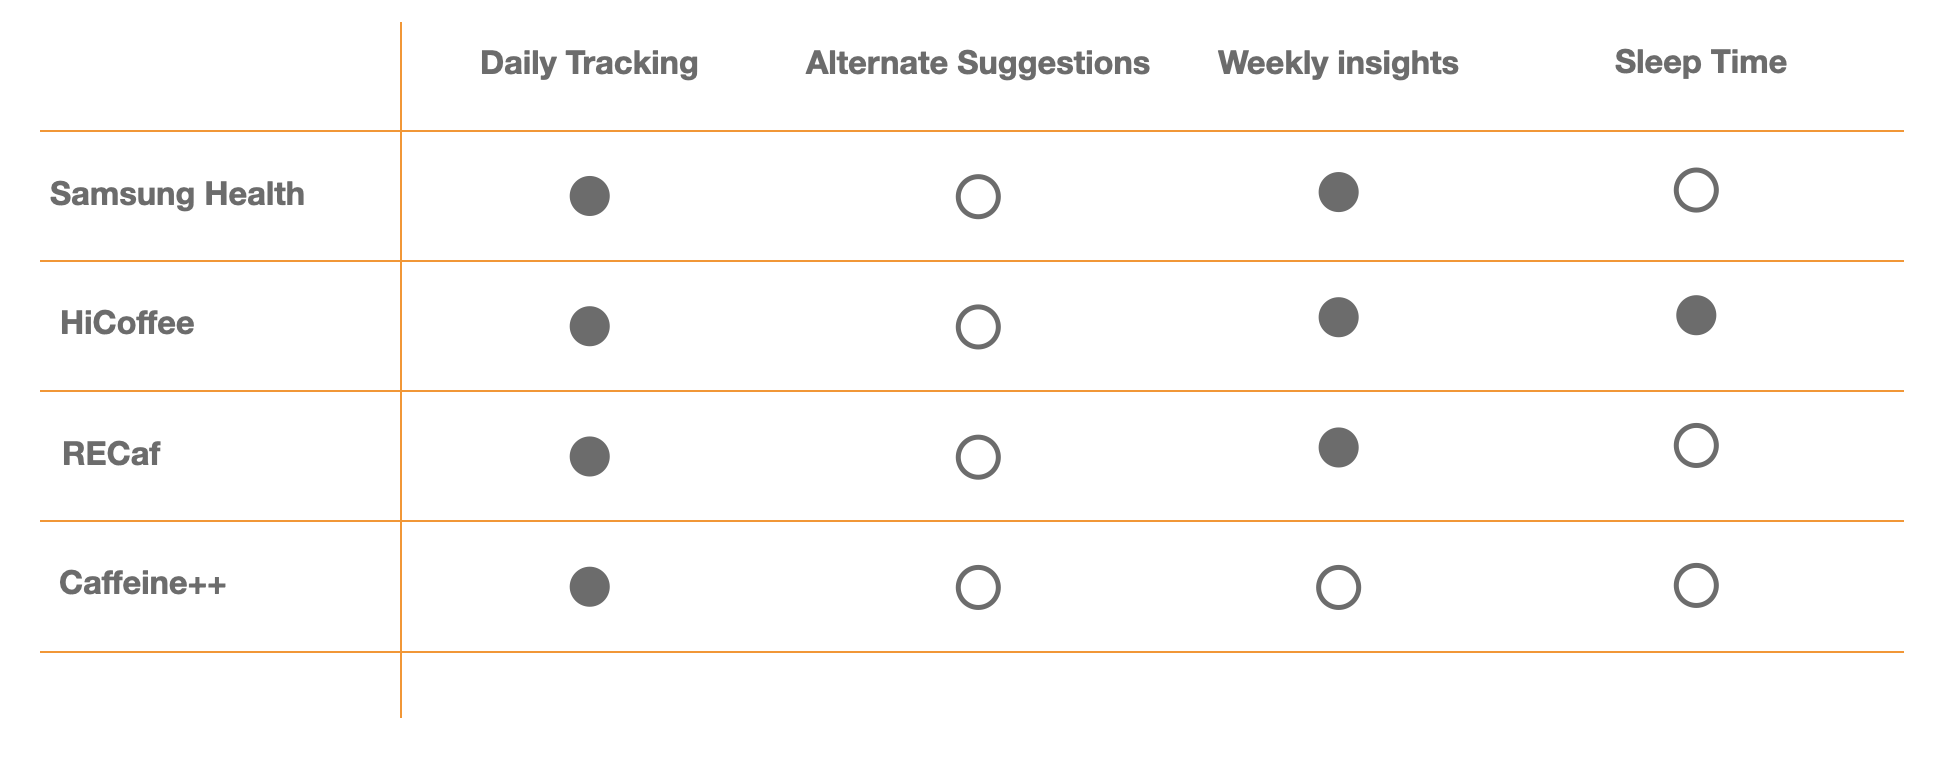 Daily Tracking Alternate Suggestions Weekly insights Sleep Time
Samsung Health
HiCoffee
RECaf
Caffeine++